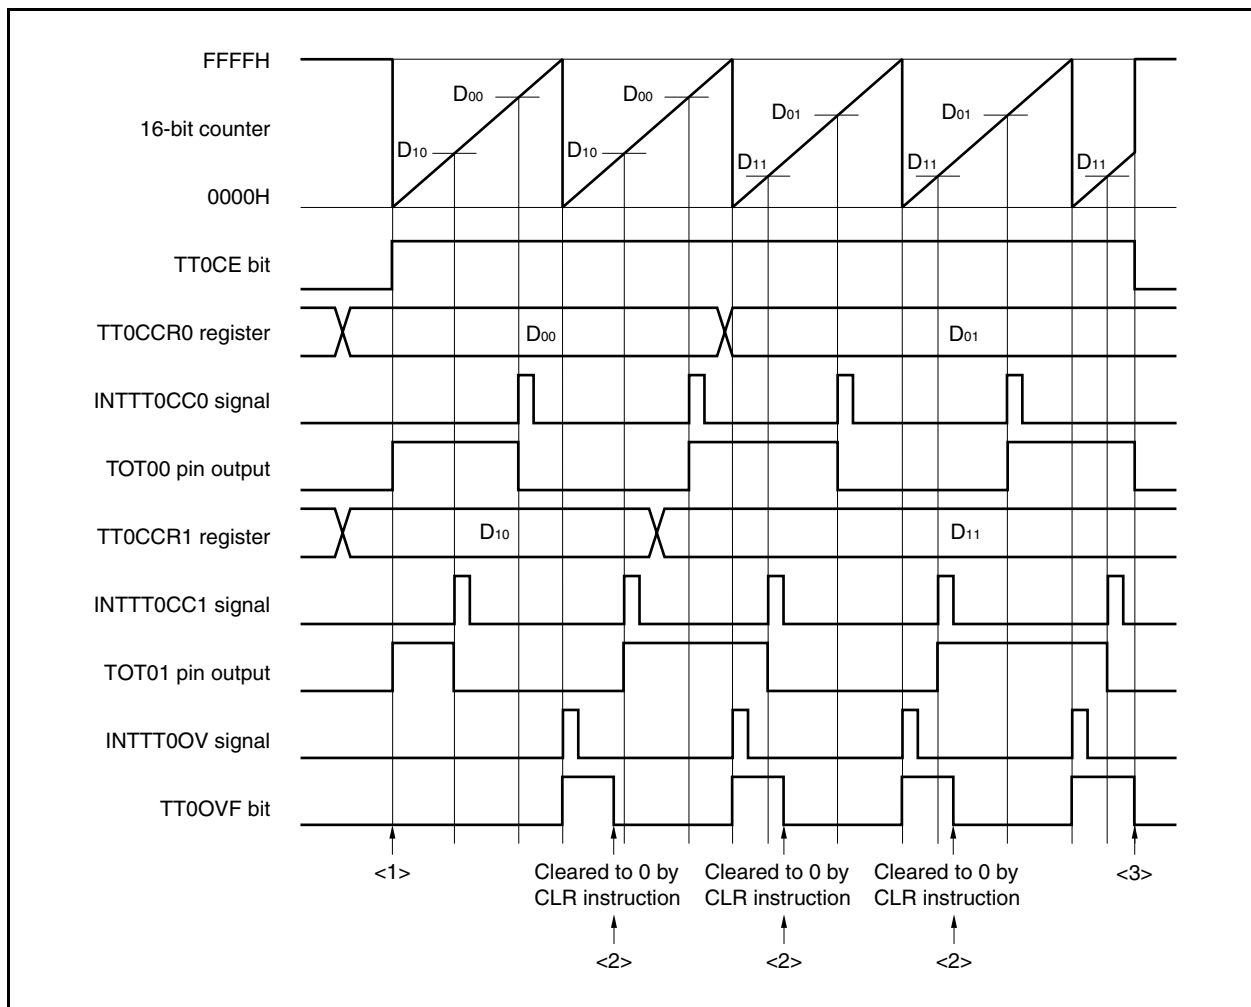 FFFFH
16-bit counter
0000H
D00
D10
D00
D10
D01
D11
D01
D11
D11
TT0CE bit
TT0CCR0 register
D00
D01
INTTT0CC0 signal
TOT00 pin output
TT0CCR1 register
D10
D11
INTTT0CC1 signal
TOT01 pin output
INTTT0OV signal
TT0OVF bit
<1>
Cleared to 0 by
CLR instruction
<2>
Cleared to 0 by
CLR instruction
<2>
Cleared to 0 by
CLR instruction
<2>
<3>